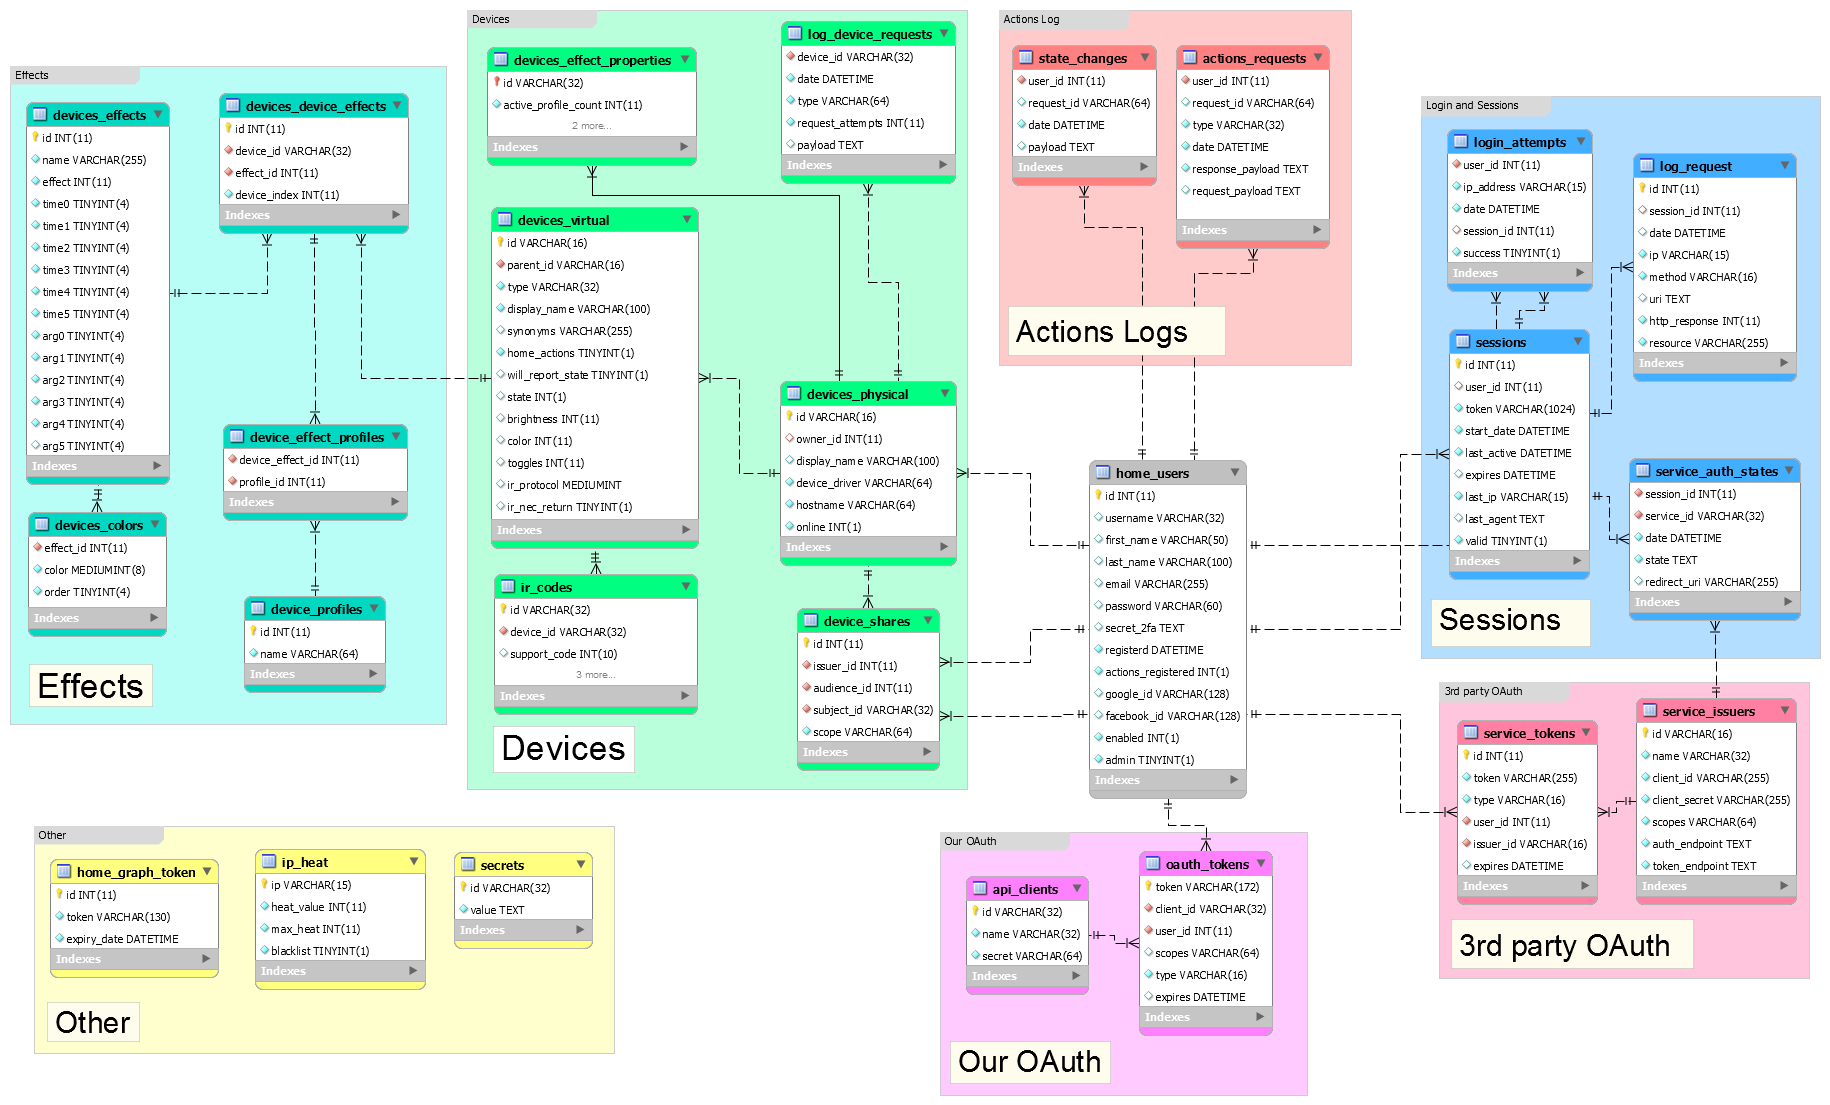 Effects
devices_effects
id INT(11)
name VARCHAR(255)
effect INT(11)
time0 TINYINT(4)
time1 TINYINT(4)
time2 TINYINT(4)
time3 TINYINT(4)
time4 TINYINT(4)
time5 TINYINT(4)
arg0 TINYINT(4)
arg1 TINYINT(4)
arg2 TINYINT(4)
arg3 TINYINT(4)
arg4 TINYINT(4)
arg5 TINYINT(4)
Indexes
devices_colors
effect_id INT(11)
color MEDIUMINT(8)
order TINYINT(4)
Indexes
devices_device_effects
id INT(11)
device_id VARCHAR(32)
effect_id INT(11)
device_index INT(11)
Indexes
device_effect_profiles
device_effect_id INT(11)
profile_id INT(11)
Indexes
device_profiles
id INT(11)
name VARCHAR(64)
Indexes
Effects
Devices
devices_effect_properties
id VARCHAR(32)
active_profile_count INT(11)
2 more...
Indexes
devices_virtual
id VARCHAR(16)
parent_id VARCHAR(16)
type VARCHAR(32)
display_name VARCHAR(100)
synonyms VARCHAR(255)
home_actions TINYINT(1)
will_report_state TINYINT(1)
state INT(1)
brightness INT(11)
color INT(11)
toggles INT(11)
ir_protocol MEDIUMINT
ir_nec_return TINYINT(1)
Indexes
ir_codes
id VARCHAR(32)
device_id VARCHAR(32)
support_code INT(10)
3 more...
Indexes
log_device_requests
device_id VARCHAR(32)
date DATETIME
type VARCHAR(64)
request_attempts INT(11)
payload TEXT
Indexes
devices_physical
id VARCHAR(16)
owner_id INT(11)
display_name VARCHAR(100)
device_driver VARCHAR(64)
hostname VARCHAR(64)
online INT(1)
Indexes
device_shares
id INT(11)
issuer_id INT(11)
audience_id INT(11)
subject_id VARCHAR(32)
scope VARCHAR(64)
Indexes
Devices
Actions Log
state_changes
user_id INT(11)
request_id VARCHAR(64)
date DATETIME
payload TEXT
Indexes
actions_requests
user_id INT(11)
request_id VARCHAR(64)
type VARCHAR(32)
date DATETIME
response_payload TEXT
request_payload TEXT
Indexes
Actions Logs
home_users
id INT(11)
username VARCHAR(32)
first_name VARCHAR(50)
last_name VARCHAR(100)
email VARCHAR(255)
password VARCHAR(60)
secret_2fa TEXT
registerd DATETIME
actions_registered INT(1)
google_id VARCHAR(128)
facebook_id VARCHAR(128)
enabled INT(1)
admin TINYINT(1)
Indexes
Login and Sessions
login_attempts
user_id INT(11)
ip_address VARCHAR(15)
date DATETIME
session_id INT(11)
success TINYINT(1)
Indexes
sessions
id INT(11)
user_id INT(11)
token VARCHAR(1024)
start_date DATETIME
last_active DATETIME
expires DATETIME
last_ip VARCHAR(15)
last_agent TEXT
valid TINYINT(1)
Indexes
log_request
id INT(11)
session_id INT(11)
date DATETIME
ip VARCHAR(15)
method VARCHAR(16)
uri TEXT
http_response INT(11)
resource VARCHAR(255)
Indexes
service_auth_states
session_id INT(11)
service_id VARCHAR(32)
date DATETIME
state TEXT
redirect_uri VARCHAR(255)
Indexes
Sessions
3rd party OAuth
service_tokens
id INT(11)
token VARCHAR(255)
type VARCHAR(16)
user_id INT(11)
issuer_id VARCHAR(16)
expires DATETIME
Indexes
service_issuers
id VARCHAR(16)
name VARCHAR(32)
client_id VARCHAR(255)
client_secret VARCHAR(255)
scopes VARCHAR(64)
auth_endpoint TEXT
token_endpoint TEXT
Indexes
3rd party OAuth
Other
home_graph_token
id INT(11)
token VARCHAR(130)
expiry_date DATETIME
Indexes
ip_heat
ip VARCHAR(15)
heat_value INT(11)
max_heat INT(11)
blacklist TINYINT(1)
Indexes
secrets
id VARCHAR(32)
value TEXT
Indexes
Other
Our OAuth
api_clients
id VARCHAR(32)
name VARCHAR(32)
secret VARCHAR(64)
Indexes
oauth_tokens
token VARCHAR(172)
client_id VARCHAR(32)
user_id INT(11)
scopes VARCHAR(64)
type VARCHAR(16)
expires DATETIME
Indexes
Our OAuth